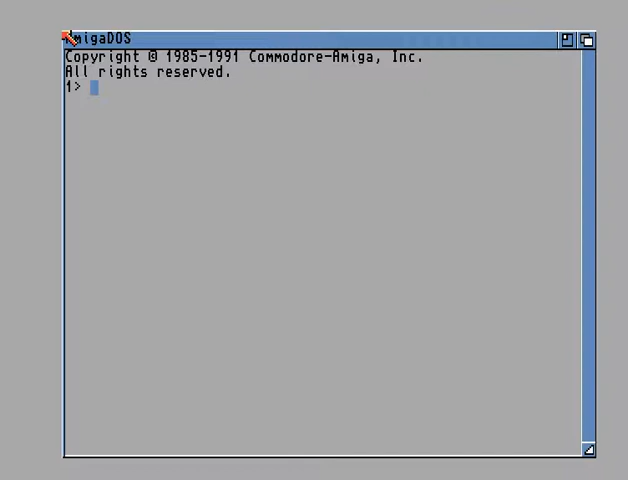 AmigaDOS
Copyright © 1985-1991 Commodore-Amiga, Inc.
All rights reserved.
1>